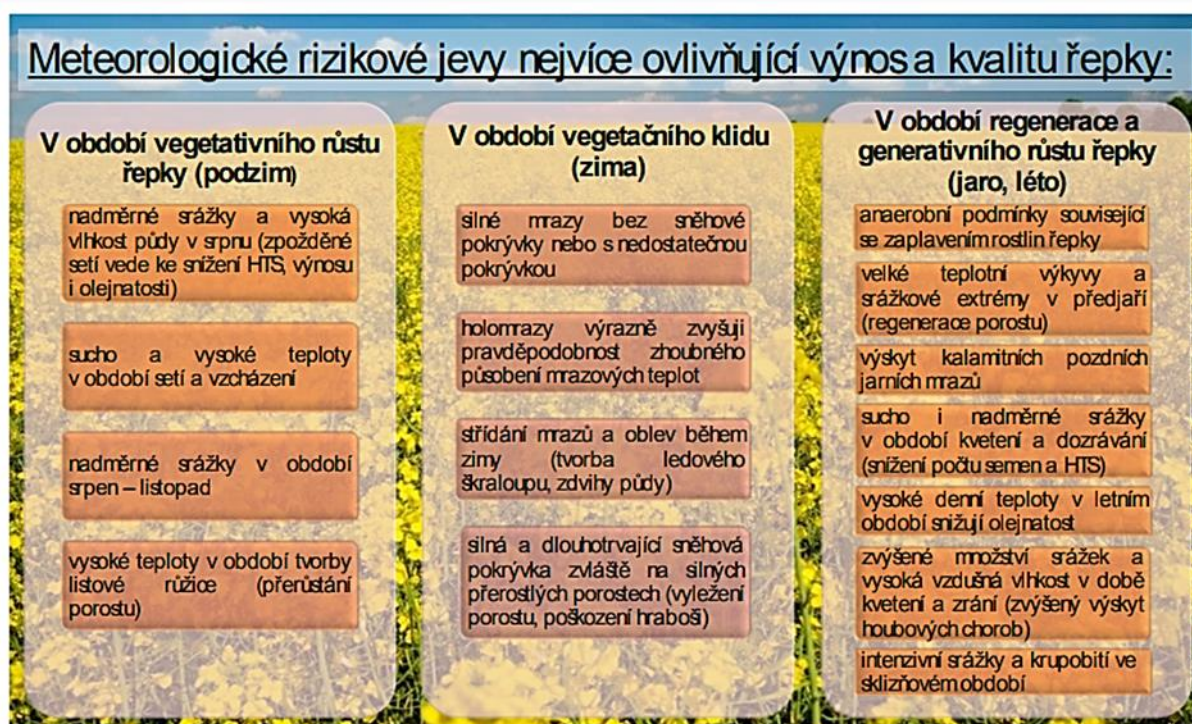 Meteorologické rizikové jevy nejvíce ovlivňující výnos a kvalitu řepky:
V období vegetativního růstu
řepky (podzim)
nadměrné srážky a vysoká
vlhkost půdy v srpnu (zpožděné
setí vede ke snížení HTS, výnosu
i olejnatosti)
sucho a vysoké teploty
v období setí a vzcházení
nadměrné srážky v období
srpen – listopad
vysoké teploty v období tvorby
listové růžice (přerůstání
porostu)
V období vegetačního klidu
(zima)
silné mrazy bez sněhové
pokrývky nebo s nedostatečnou
pokrývkou
holomrazy výrazně zvyšují
pravděpodobnost zhoubného
působení mrazových teplot
střídání mrazů a oblev během
zimy (tvorba ledového
škraloupu, zdvihy půdy)
silná a dlouhotrvající sněhová
pokrývka zvláště na silných
přerostlých porostech (vyležení
porostu, poškození hraboši)
V období regenerace a
generativního růstu řepky
(jaro, léto)
anaerobní podmínky související
se zaplavením rostlin řepky
velké teplotní výkyvy a
srážkové extrémy v předjaří
(regenerace porostu)
výskyt kalamitních pozdních
jarních mrazů
sucho i nadměrné srážky
v období kvetení a dozrávání
(snížení počtu semen a HTS)
vysoké denní teploty v letním
období snižují olejnatost
zvýšené množství srážek a
vysoká vzdušná vlhkost v době
kvetení a zrání (zvýšený výskyt
houbových chorob)
intenzivní srážky a krupobití ve
sklizňovém období